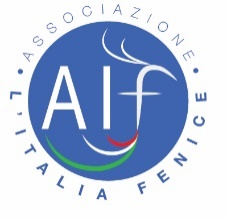 • ASSOCIAZIONE •
AIf
L'ITALIA FENICE